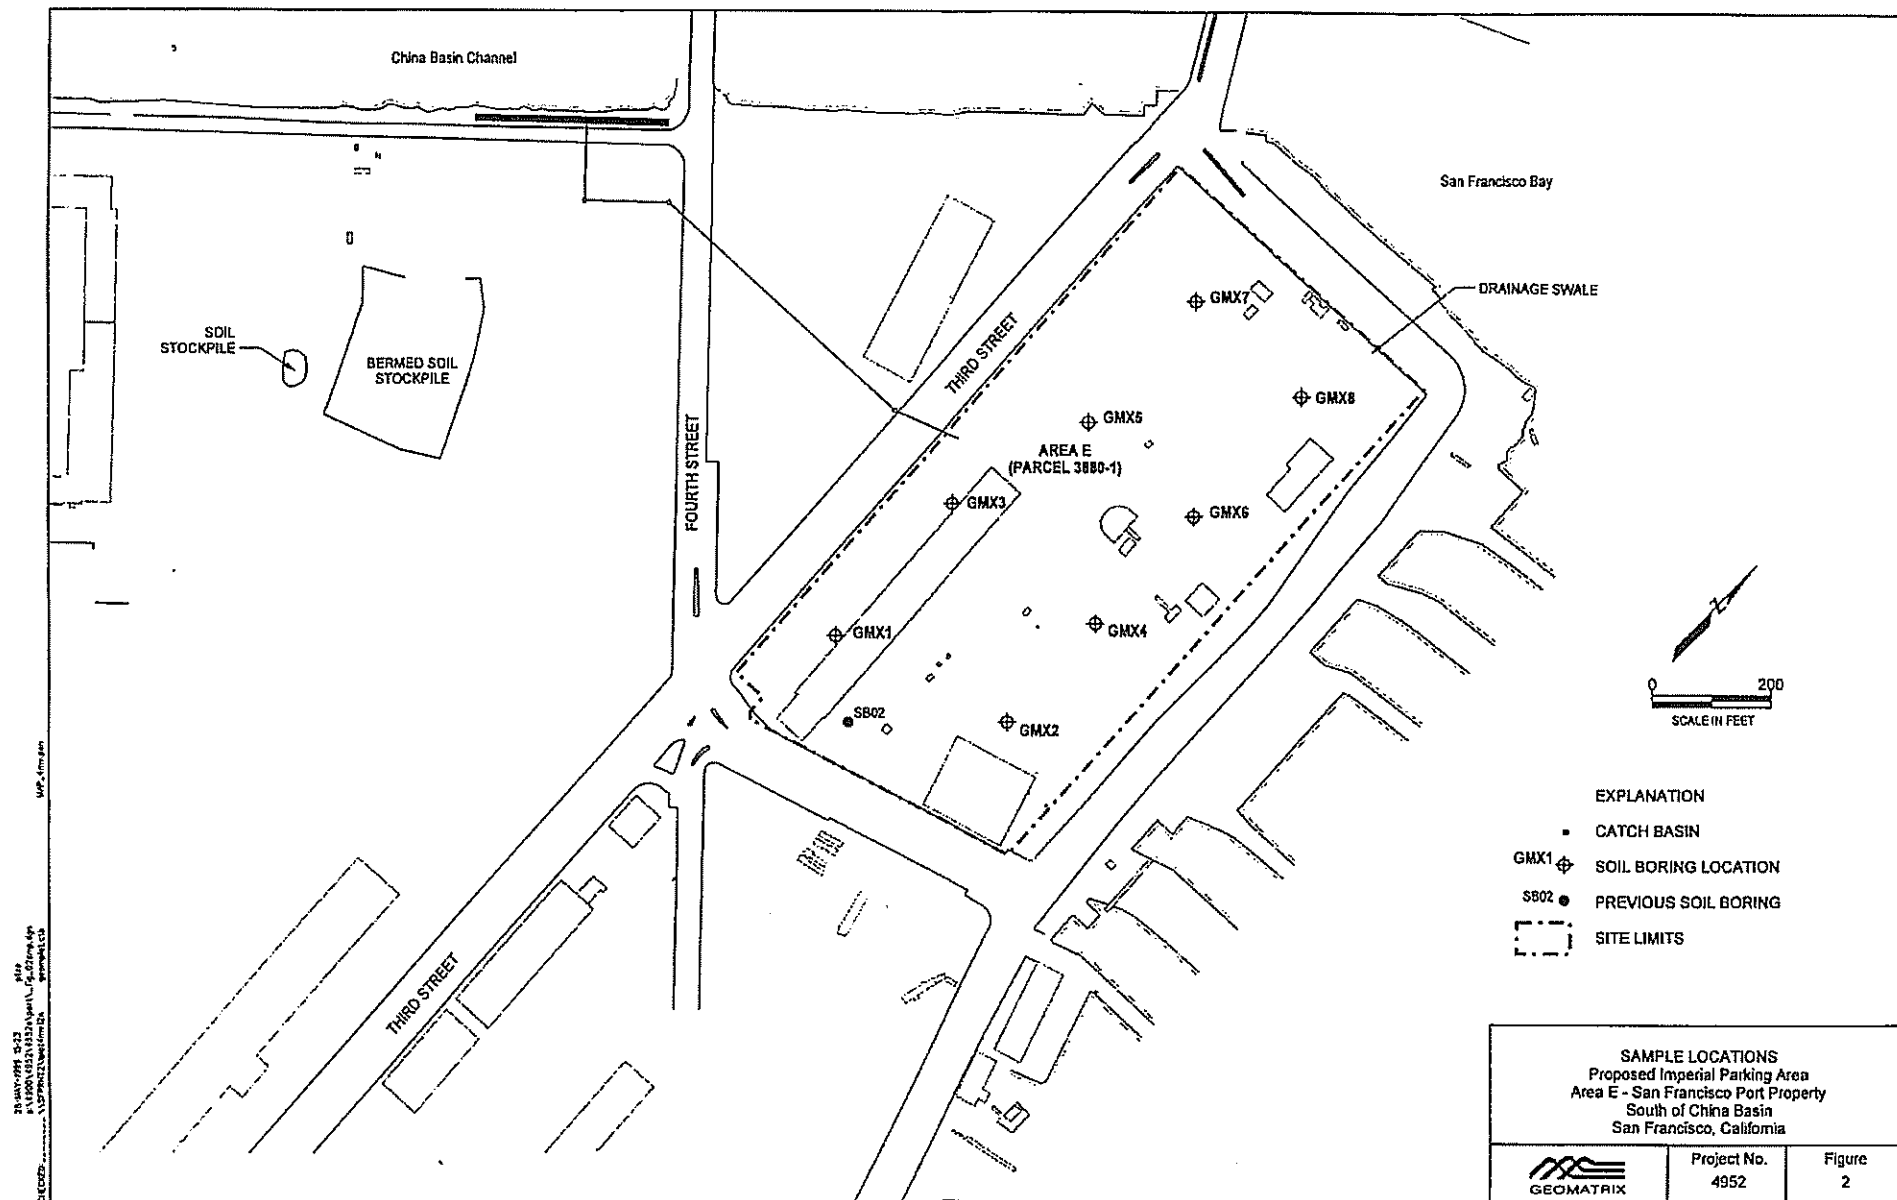 China Basin Channel
San Francisco Bay
DRAINAGE SWALE
GMX7
THIRD STREET
SOIL
STOCKPILE
BERMED SOIL
STOCKPILE
GMX8
FOURTH STREET
GMX5
AREA E
(PARCEL 3880-1)
GMX3
GMX6
GMX1
GMX4
SB02
GMX2
Z
0 200
SCALE IN FEET
EXPLANATION
CATCH BASIN
GMX1 SOIL BORING LOCATION
SB02 PREVIOUS SOIL BORING
SITE LIMITS
THIRD STREET
SAMPLE LOCATIONS
Proposed Imperial Parking Area
Area E - San Francisco Port Property
South of China Basin
San Francisco, California
GEOMATRIX
Project No.
4952
Figure
2